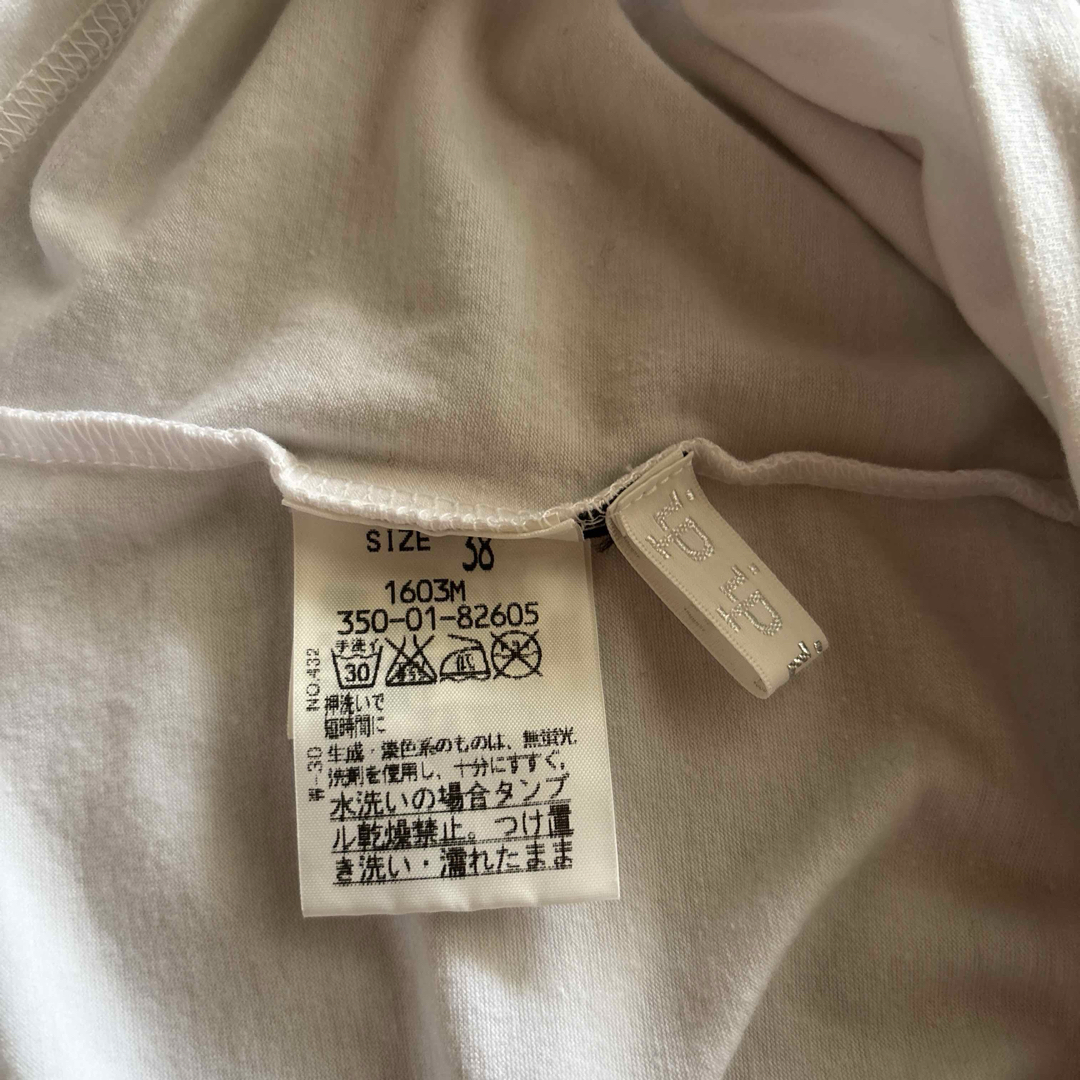 SIZE 38
1603M
350-01-82605
手洗イ
30
押洗いで
短時間に
生成・淡色系のものは、無蛍光
洗剤を使用し、十分にすすぐ。
水洗いの場合タンブ
ル乾燥禁止。つけ置
き洗い・濡れたまま
NO.432